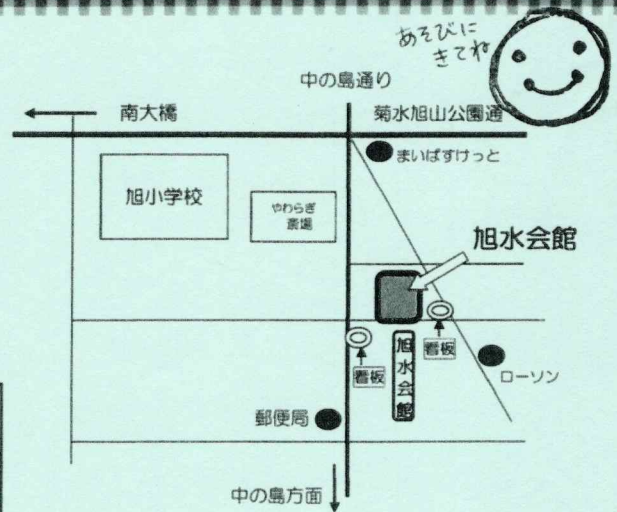 あそびに
きてね
中の島通り
南大橋
菊水旭山公園通
まいばすけっと
旭小学校
やわらぎ
斎場
旭水会館
看板
旭水会館
看板
ローソン
郵便局
中の島方面